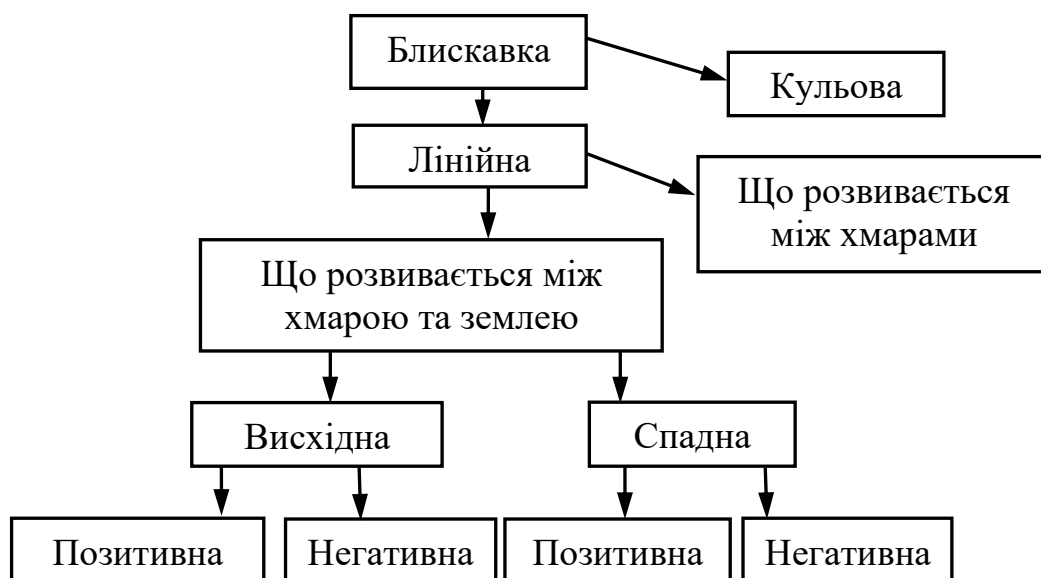 Блискавка
Кульова
Лінійна
Що розвивається
між хмарами
Що розвивається між
хмарою та землею
Висхідна
Спадна
Позитивна
Негативна
Позитивна
Негативна